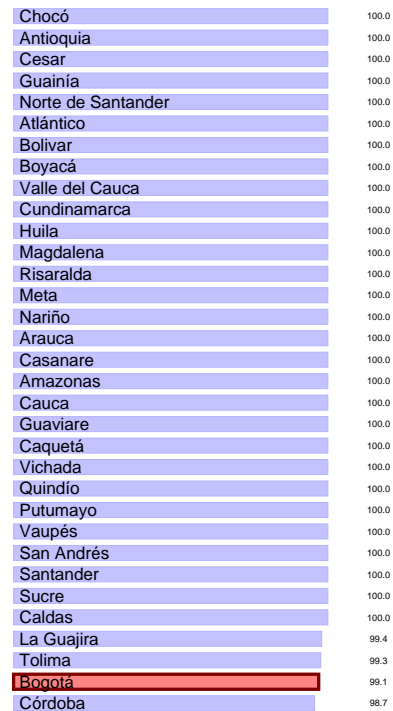 Chocó 100.0
Antioquia 100.0
Cesar 100.0
Guainía 100.0
Norte de Santander 100.0
Atlántico 100.0
Bolivar 100.0
Boyacá 100.0
Valle del Cauca 100.0
Cundinamarca 100.0
Huila 100.0
Magdalena 100.0
Risaralda 100.0
Meta 100.0
Nariño 100.0
Arauca 100.0
Casanare 100.0
Amazonas 100.0
Cauca 100.0
Guaviare 100.0
Caquetá 100.0
Vichada 100.0
Quindío 100.0
Putumayo 100.0
Vaupés 100.0
San Andrés 100.0
Santander 100.0
Sucre 100.0
Caldas 100.0
La Guajira 99.4
Tolima 99.3
Bogotá 99.1
Córdoba 98.7